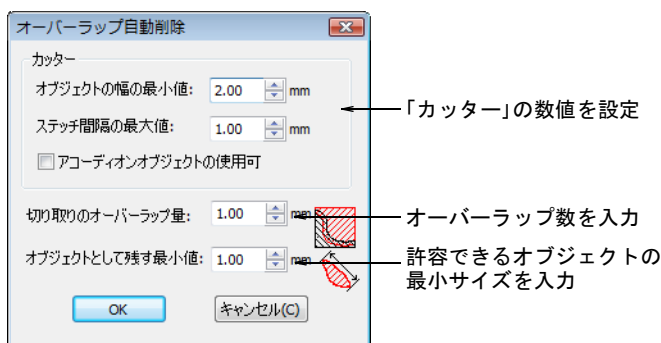 オーバーラップ自動削除
カッター
オブジェクトの幅の最小値: 2.00 mm
「カッター」の数値を設定
ステッチ間隔の最大値: 1.00 mm
アコーディオンオブジェクトの使用可
切り取りのオーバーラップ量: 1.00 mm
オーバーラップ数を入力
オブジェクトとして残す最小値: 1.00 mm
許容できるオブジェクトの
最小サイズを入力
OK キャンセル(C)